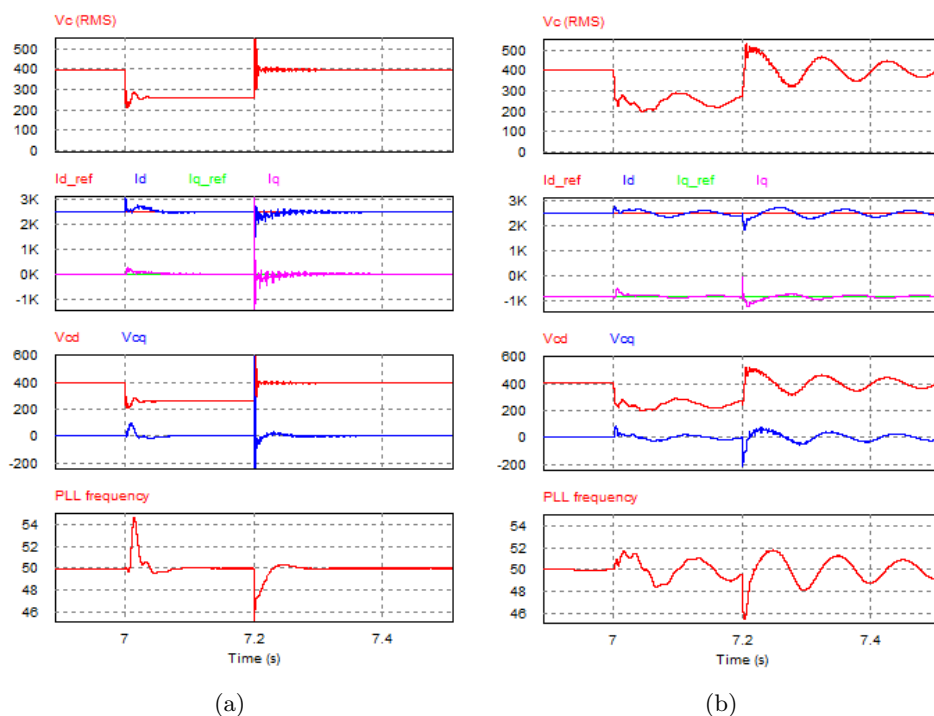 Vc (RMS)
500
400
300
200
100
0
Id_ref Id Iq_ref Iq
3K
2K
1K
0K
-1K
Vcd Vcq
600
400
200
0
-200
PLL frequency
54
52
50
48
46
7 7.2 7.4
Time (s)
(a)
Vc (RMS)
500
400
300
200
100
0
Id_ref Id Iq_ref Iq
3K
2K
1K
0K
-1K
Vcd Vcq
600
400
200
0
-200
PLL frequency
54
52
50
48
46
7 7.2 7.4
Time (s)
(b)